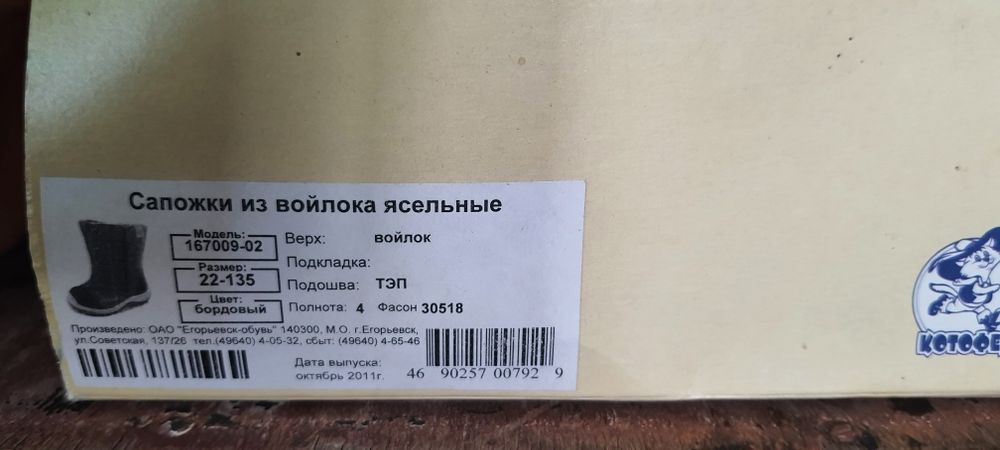 Сапожки из войлока ясельные
Модель:
167009-02
Размер:
22-135
Цвет:
бордовый
Верх: войлок
Подкладка:
Подошва: ТЭП
Полнота: 4 Фасон 30518
Произведено: ОАО "Егорьевск-обувь" 140300, М.О. г.Егорьевск,
ул.Советская, 137/26 тел.(49640) 4-05-32, сбыт: (49640) 4-65-46
Дата выпуска:
октябрь 2011г.
46 90257 00792 9
КОТОФЕ